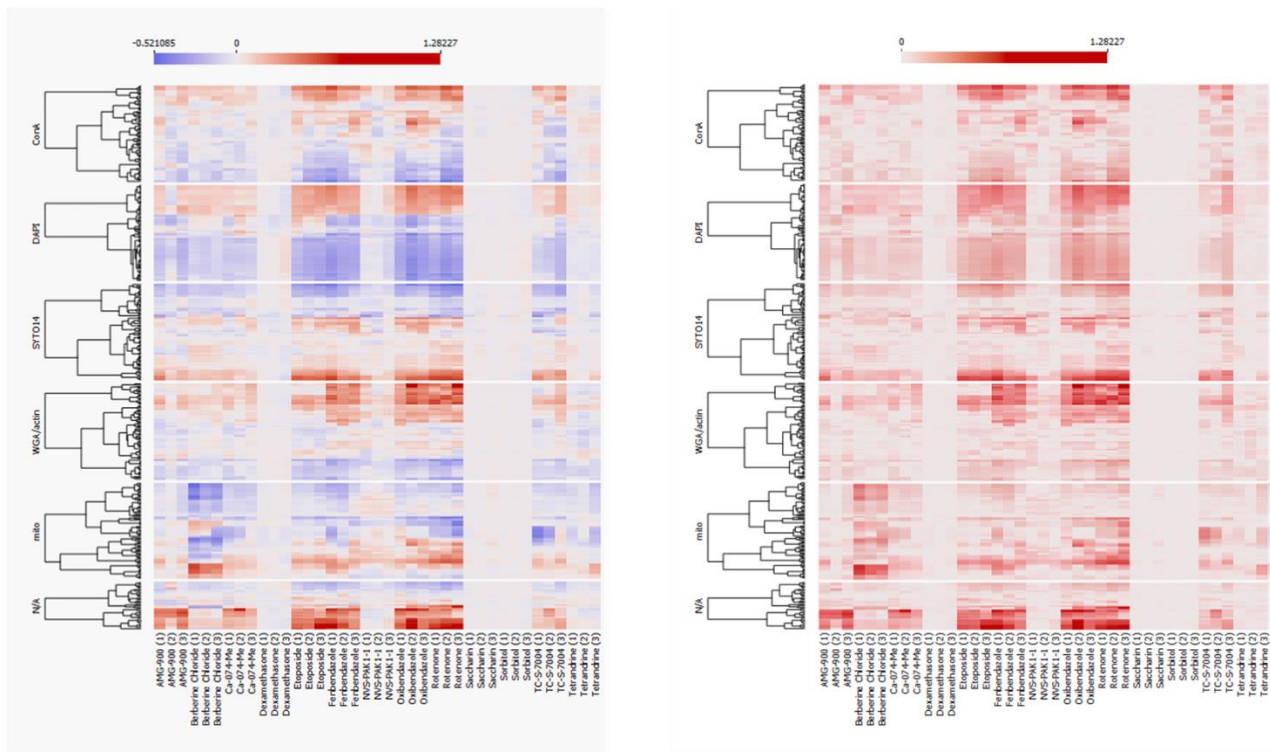 -0.521085 0 1.28227
ConA
DAPI
SYTO14
WGA/actin
mito
N/A
AMG-900 (1)
AMG-900 (2)
AMG-900 (3)
Berberine Chloride (1)
Berberine Chloride (2)
Berberine Chloride (3)
Ca-074-Me (1)
Ca-074-Me (2)
Ca-074-Me (3)
Dexamethasone (1)
Dexamethasone (2)
Dexamethasone (3)
Etoposide (1)
Etoposide (2)
Etoposide (3)
Fenbendazole (1)
Fenbendazole (2)
Fenbendazole (3)
NVS-PAK1-1 (1)
NVS-PAK1-1 (2)
NVS-PAK1-1 (3)
Oxibendazole (1)
Oxibendazole (2)
Oxibendazole (3)
Rotenone (1)
Rotenone (2)
Rotenone (3)
Saccharin (1)
Saccharin (2)
Saccharin (3)
Sorbitol (1)
Sorbitol (2)
Sorbitol (3)
TC-S-7004 (1)
TC-S-7004 (2)
TC-S-7004 (3)
Tetrandrine (1)
Tetrandrine (2)
Tetrandrine (3)
0 1.28227
ConA
DAPI
SYTO14
WGA/actin
mito
N/A
AMG-900 (1)
AMG-900 (2)
AMG-900 (3)
Berberine Chloride (1)
Berberine Chloride (2)
Berberine Chloride (3)
Ca-074-Me (1)
Ca-074-Me (2)
Ca-074-Me (3)
Dexamethasone (1)
Dexamethasone (2)
Dexamethasone (3)
Etoposide (1)
Etoposide (2)
Etoposide (3)
Fenbendazole (1)
Fenbendazole (2)
Fenbendazole (3)
NVS-PAK1-1 (1)
NVS-PAK1-1 (2)
NVS-PAK1-1 (3)
Oxibendazole (1)
Oxibendazole (2)
Oxibendazole (3)
Rotenone (1)
Rotenone (2)
Rotenone (3)
Saccharin (1)
Saccharin (2)
Saccharin (3)
Sorbitol (1)
Sorbitol (2)
Sorbitol (3)
TC-S-7004 (1)
TC-S-7004 (2)
TC-S-7004 (3)
Tetrandrine (1)
Tetrandrine (2)
Tetrandrine (3)